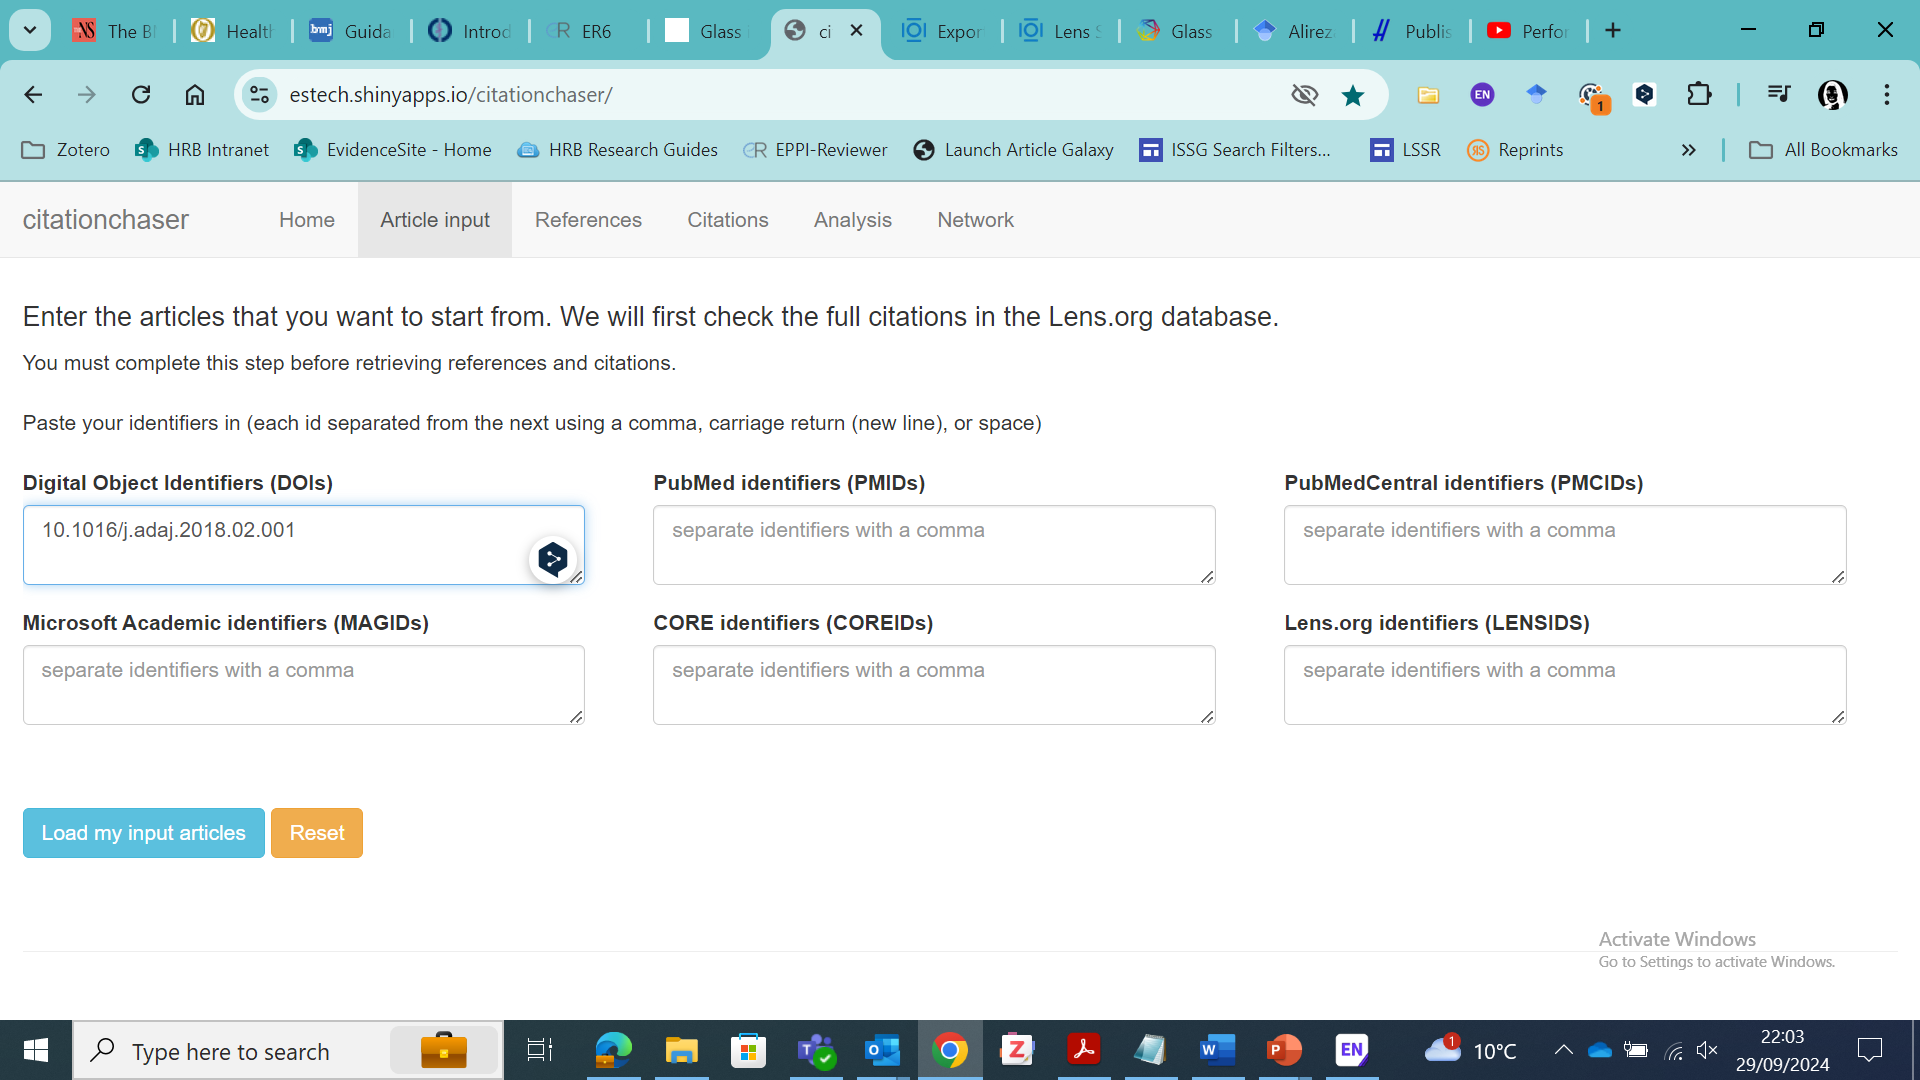 The B
Healt
bmj Guida
Introd
ER6
Glass
ci
Expor
Lens S
Glass
Alirez
Publis
Perfor
estech.shinyapps.io/citationchaser/
EN
1
Zotero
HRB Intranet
EvidenceSite - Home
HRB Research Guides
EPPI-Reviewer
Launch Article Galaxy
ISSG Search Filters...
LSSR
Reprints
»
All Bookmarks
citationchaser Home Article input References Citations Analysis Network
Enter the articles that you want to start from. We will first check the full citations in the Lens.org database.
You must complete this step before retrieving references and citations.
Paste your identifiers in (each id separated from the next using a comma, carriage return (new line), or space)
Digital Object Identifiers (DOIs)
10.1016/j.adaj.2018.02.001
PubMed identifiers (PMIDs)
separate identifiers with a comma
PubMedCentral identifiers (PMCIDs)
separate identifiers with a comma
Microsoft Academic identifiers (MAGIDs)
separate identifiers with a comma
CORE identifiers (COREIDs)
separate identifiers with a comma
Lens.org identifiers (LENSIDS)
separate identifiers with a comma
Load my input articles
Reset
Activate Windows
Go to Settings to activate Windows.
Type here to search
EN
1
10°C
22:03
29/09/2024